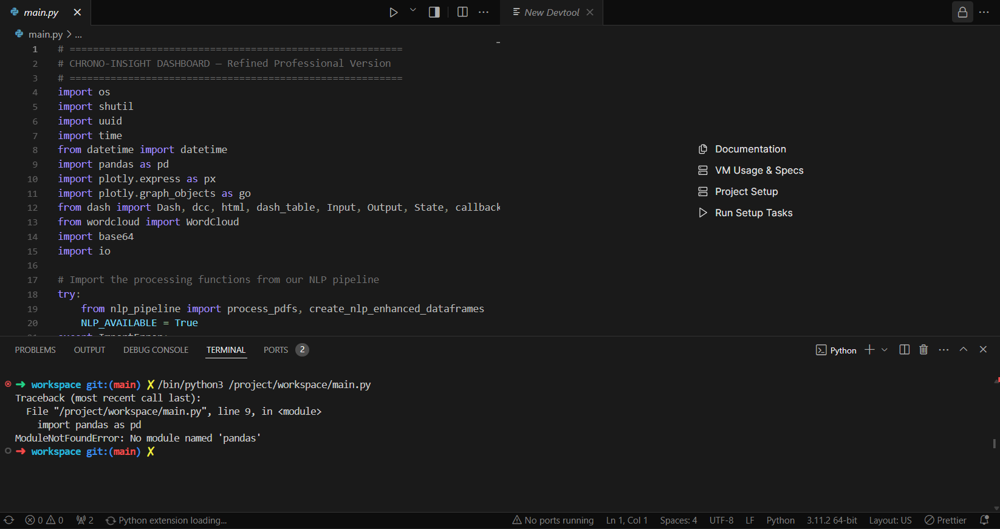 main.py
New Devtool
main.py > ...
1 # =========================================================
2 # CHRONO-INSIGHT DASHBOARD — Refined Professional Version
3 # =========================================================
4 import os
5 import shutil
6 import uuid
7 import time
8 from datetime import datetime
9 import pandas as pd
10 import plotly.express as px
11 import plotly.graph_objects as go
12 from dash import Dash, dcc, html, dash_table, Input, Output, State, callback
13 from wordcloud import WordCloud
14 import base64
15 import io
16
17 # Import the processing functions from our NLP pipeline
18 try:
19 from nlp_pipeline import process_pdfs, create_nlp_enhanced_dataframes
20 NLP_AVAILABLE = True
21 except ImportError:
Documentation
VM Usage & Specs
Project Setup
Run Setup Tasks
PROBLEMS OUTPUT DEBUG CONSOLE TERMINAL PORTS 2
Python
➜ workspace git:(main) ✗ /bin/python3 /project/workspace/main.py
Traceback (most recent call last):
File "/project/workspace/main.py", line 9, in <module>
import pandas as pd
ModuleNotFoundError: No module named 'pandas'
➜ workspace git:(main) ✗
0 0 2 Python extension loading... No ports running Ln 1, Col 1 Spaces: 4 UTF-8 LF Python 3.11.2 64-bit Layout: US Prettier